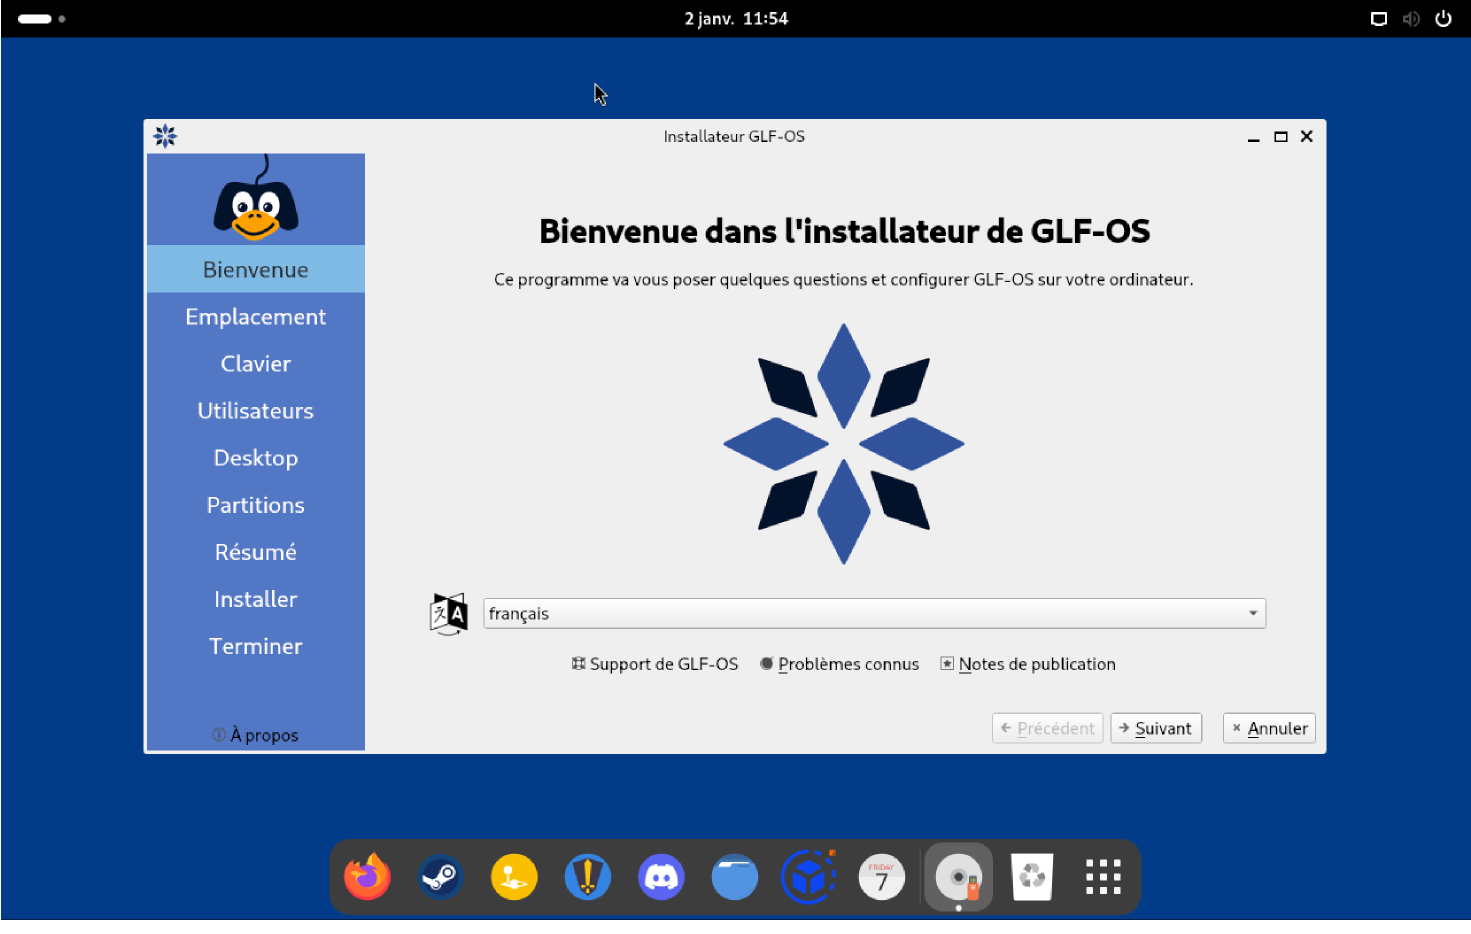 2 janv. 11:54
Installateur GLF-OS
Bienvenue
Emplacement
Clavier
Utilisateurs
Desktop
Partitions
Résumé
Installer
Terminer
À propos
Bienvenue dans l'installateur de GLF-OS
Ce programme va vous poser quelques questions et configurer GLF-OS sur votre ordinateur.
français
Support de GLF-OS Problèmes connus Notes de publication
Précédent Suivant Annuler
FRIDAY
7